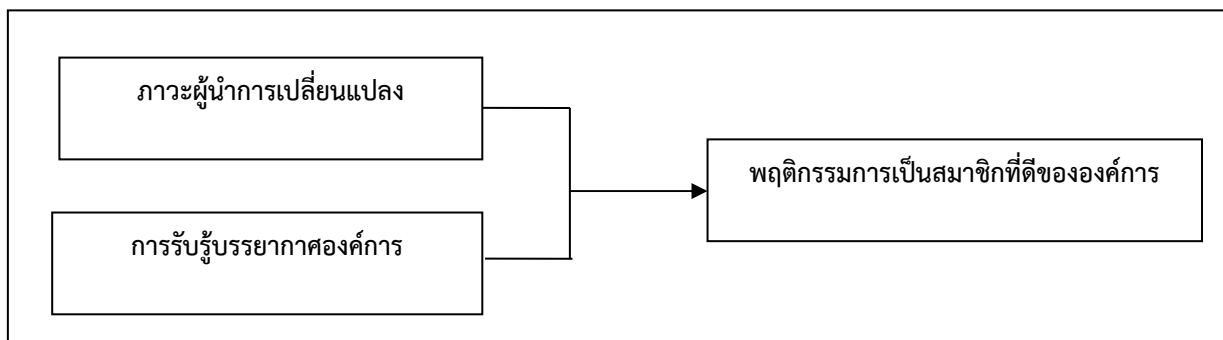 ภาวะผู้นำการเปลี่ยนแปลง
การรับรู้บรรยากาศองค์การ
พฤติกรรมการเป็นสมาชิกที่ดีขององค์การ